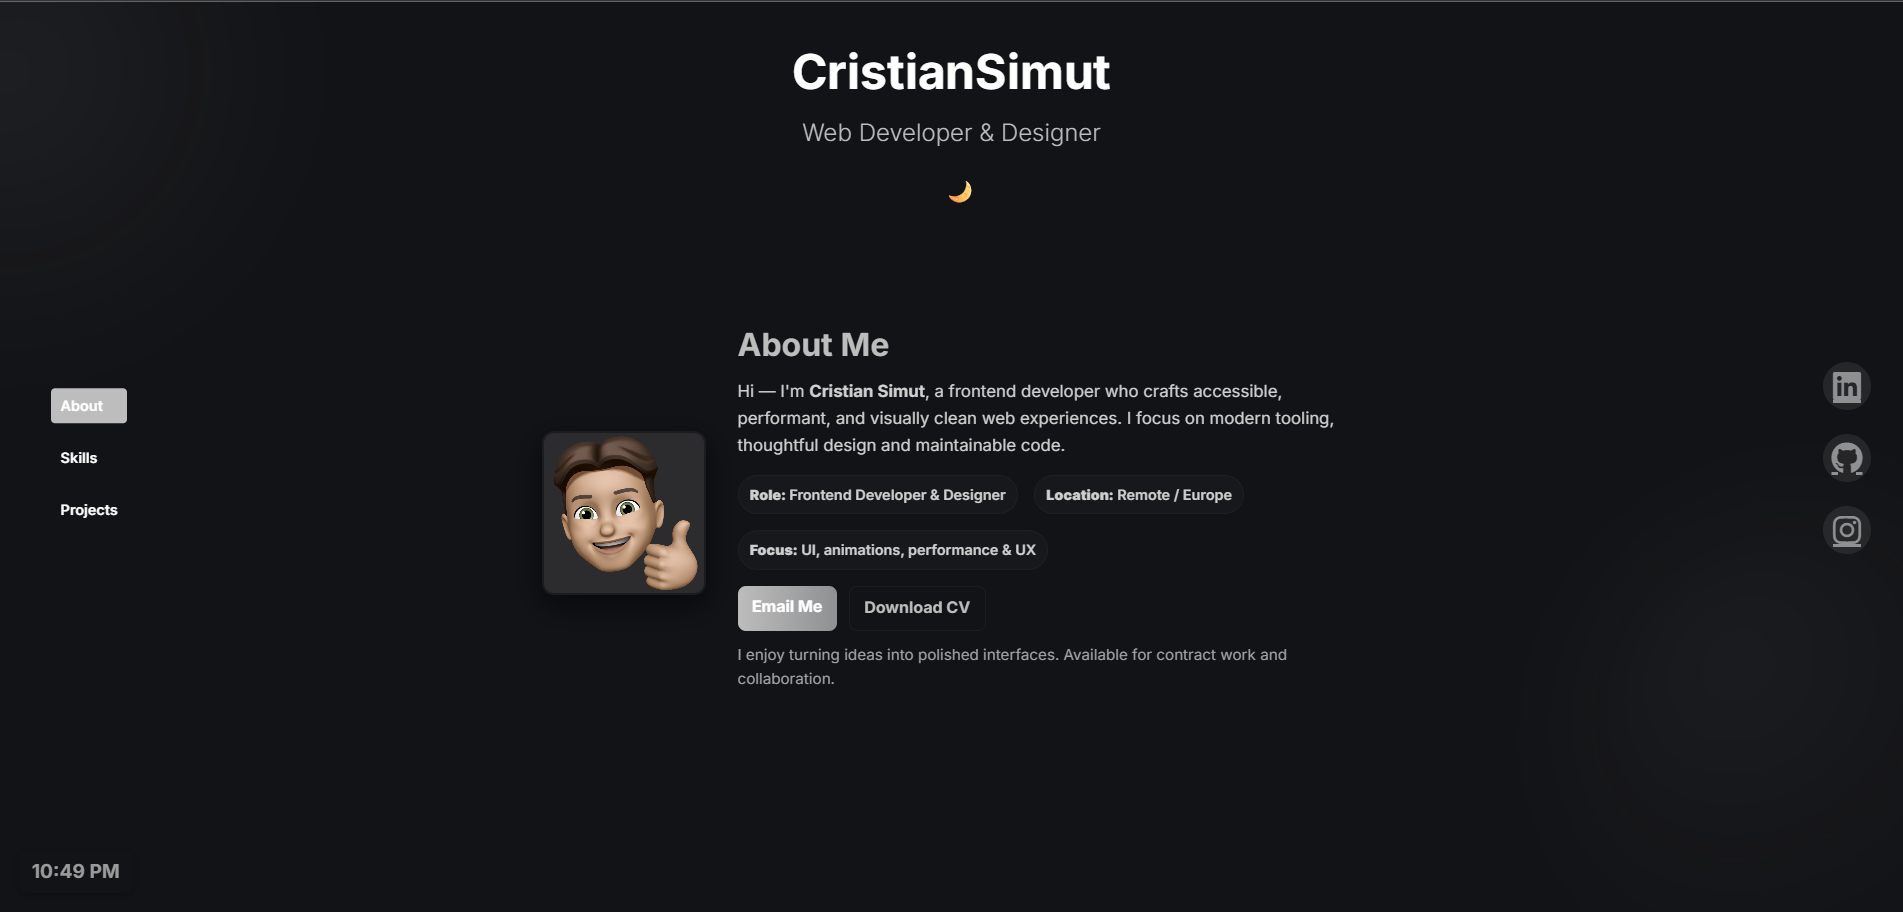 CristianSimut
Web Developer & Designer
About Me
Hi — I'm Cristian Simut, a frontend developer who crafts accessible,
performant, and visually clean web experiences. I focus on modern tooling,
thoughtful design and maintainable code.
Role: Frontend Developer & Designer
Location: Remote / Europe
Focus: UI, animations, performance & UX
Email Me
Download CV
I enjoy turning ideas into polished interfaces. Available for contract work and
collaboration.
About
Skills
Projects
in
10:49 PM